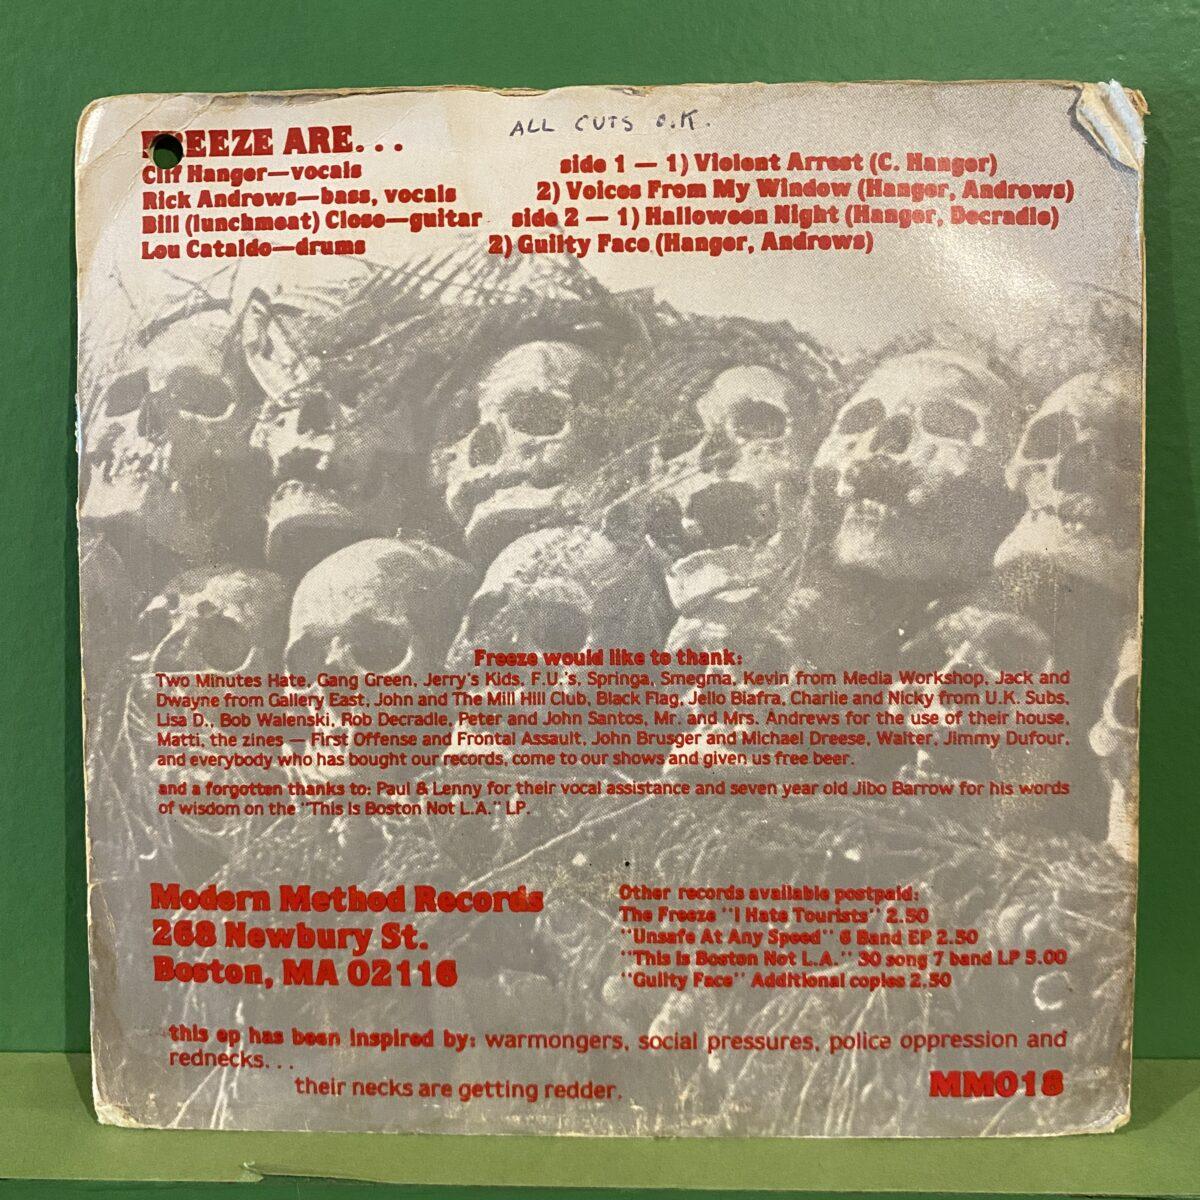 ALL CUTS O.K.
FREEZE ARE...
Clif Hanger—vocals
Rick Andrews—bass, vocals
Bill (lunchmeat) Close—guitar
Lou Cataldo—drums
side 1 — 1) Violent Arrest (C. Hanger)
2) Voices From My Window (Hanger, Andrews)
side 2 — 1) Halloween Night (Hanger, Decradle)
2) Guilty Face (Hanger, Andrews)
Freeze would like to thank:
Two Minutes Hate, Gang Green, Jerry's Kids, F.U.'s, Springa, Smegma, Kevin from Media Workshop, Jack and
Dwayne from Gallery East, John and The Mill Hill Club, Black Flag, Jello Biafra, Charlie and Nicky from U.K. Subs,
Lisa D., Bob Walenski, Rob Decradle, Peter and John Santos, Mr. and Mrs. Andrews for the use of their house,
Matti, the zines — First Offense and Frontal Assault, John Brusger and Michael Dreese, Walter, Jimmy Dufour,
and everybody who has bought our records, come to our shows and given us free beer.
and a forgotten thanks to: Paul & Lenny for their vocal assistance and seven year old Jibo Barrow for his words
of wisdom on the "This Is Boston Not L.A." LP.
Modern Method Records
268 Newbury St.
Boston, MA 02116
Other records available postpaid:
The Freeze "I Hate Tourists" 2.50
"Unsafe At Any Speed" 6 Band EP 2.50
"This Is Boston Not L.A." 30 song 7 band LP 5.00
"Guilty Face" Additional copies 2.50
this ep has been inspired by: warmongers, social pressures, police oppression and
rednecks...
their necks are getting redder.
MM018